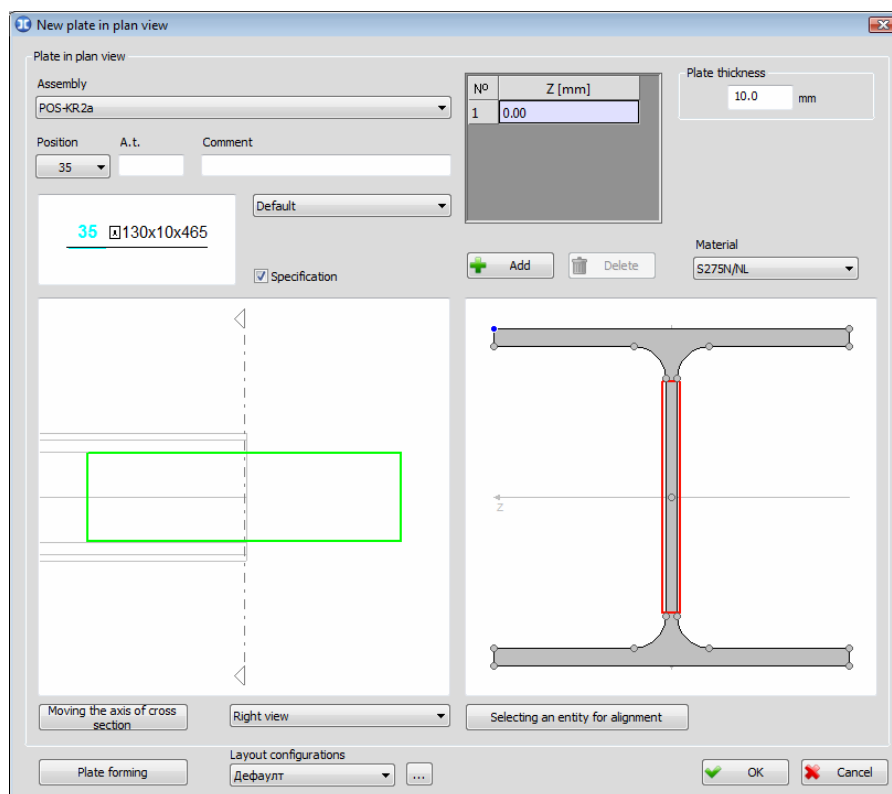 New plate in plan view
Plate in plan view
Assembly
POS-KR2a
Position
A.t.
Comment
35
35 130x10x465
Default
Specification
Nº
Z [mm]
1
0.00
Plate thickness
10.0
mm
Add
Delete
Material
S275N/NL
Z
Moving the axis of cross
section
Right view
Selecting an entity for alignment
Plate forming
Layout configurations
Дефаулт
...
OK
Cancel